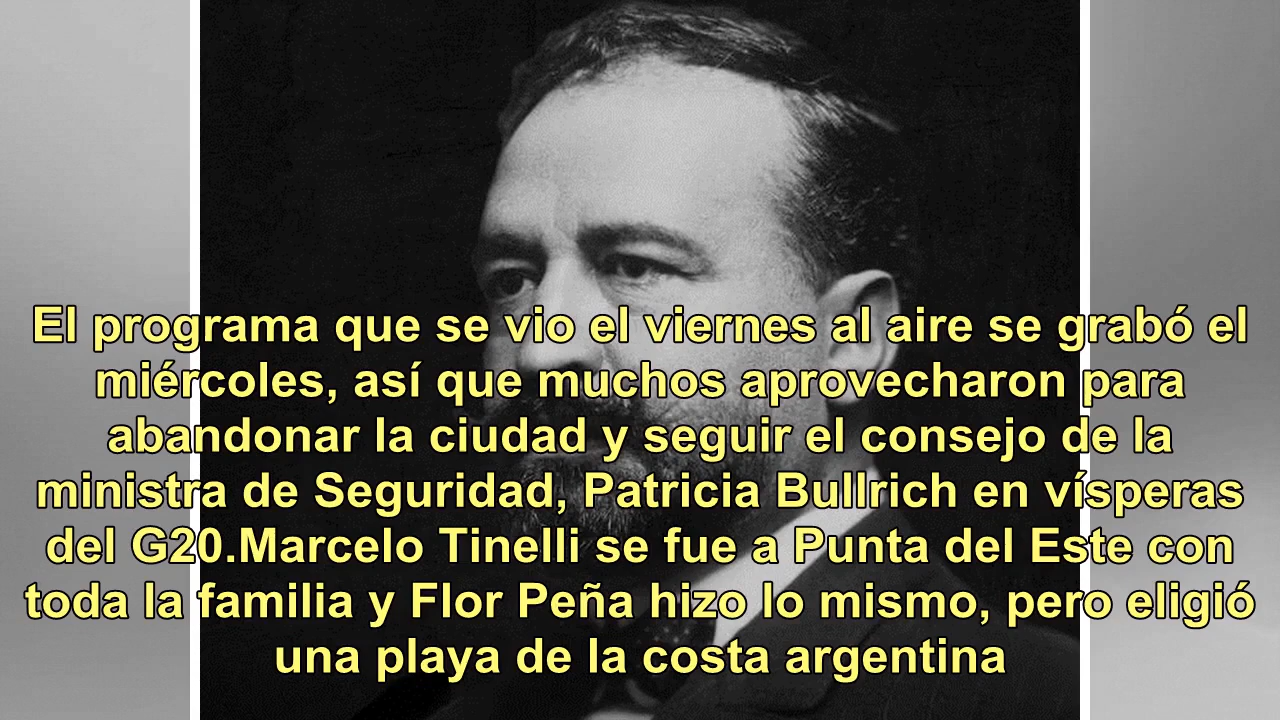 El programa que se vio el viernes al aire se grabó el
miércoles, así que muchos aprovecharon para
abandonar la ciudad y seguir el consejo de la
ministra de Seguridad, Patricia Bullrich en vísperas
del G20.Marcelo Tinelli se fue a Punta del Este con
toda la familia y Flor Peña hizo lo mismo, pero eligió
una playa de la costa argentina